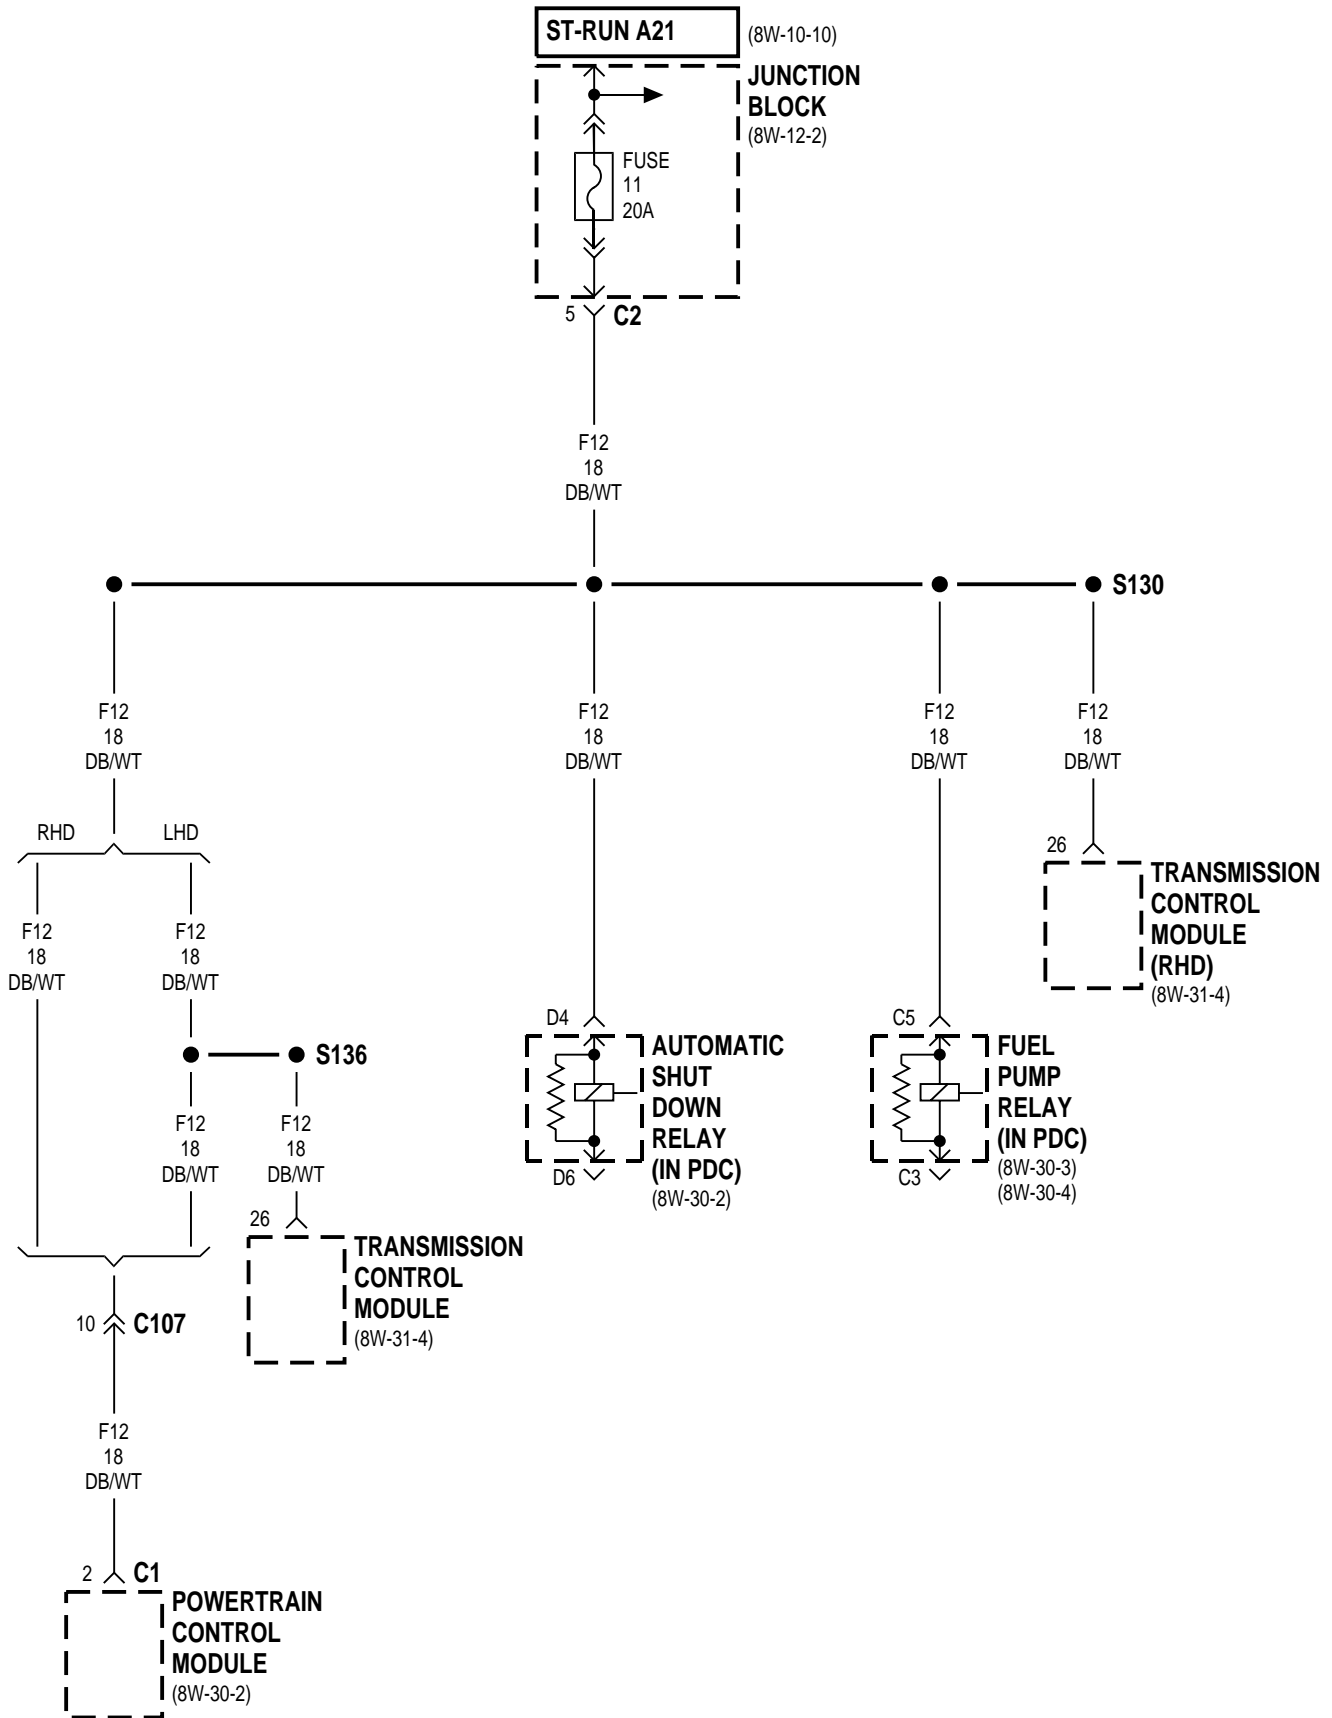 ST-RUN A21
(8W-10-10)
JUNCTION
BLOCK
(8W-12-2)
FUSE
11
20A
5
C2
F12
18
DB/WT
S130
F12
18
DB/WT
F12
18
DB/WT
F12
18
DB/WT
F12
18
DB/WT
RHD
LHD
F12
18
DB/WT
F12
18
DB/WT
26
TRANSMISSION
CONTROL
MODULE
(RHD)
(8W-31-4)
S136
D4
AUTOMATIC
SHUT
DOWN
RELAY
(IN PDC)
(8W-30-2)
D6
C5
FUEL
PUMP
RELAY
(IN PDC)
(8W-30-3)
(8W-30-4)
C3
F12
18
DB/WT
F12
18
DB/WT
26
TRANSMISSION
CONTROL
MODULE
(8W-31-4)
10
C107
F12
18
DB/WT
2
C1
POWERTRAIN
CONTROL
MODULE
(8W-30-2)